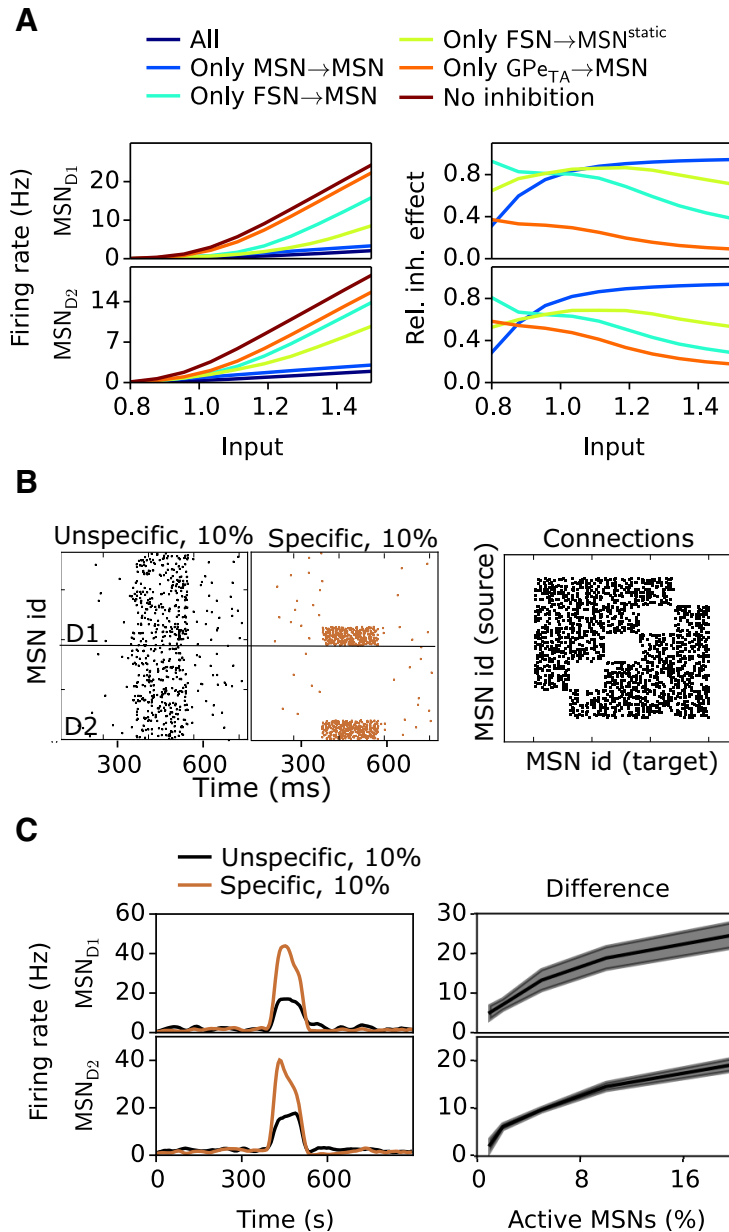 A
All
Only MSN→MSN
Only FSN→MSN
Only FSN→MSN^static
Only GPe_TA→MSN
No inhibition
Firing rate (Hz)
MSN_D1
20
10
0
MSN_D2
14
7
0
0.8 1.0 1.2 1.4
Input
Rel. inh. effect
0.8
0.4
0.0
0.8
0.4
0.0
0.8 1.0 1.2 1.4
Input
B
Unspecific, 10%
Specific, 10%
Connections
MSN id
D1
D2
300 600 300 600
Time (ms)
MSN id (source)
MSN id (target)
C
Unspecific, 10%
Specific, 10%
Difference
Firing rate (Hz)
MSN_D1
60
40
20
0
MSN_D2
40
20
0
0 300 600
Time (s)
30
20
10
0
20
10
0
0 8 16
Active MSNs (%)